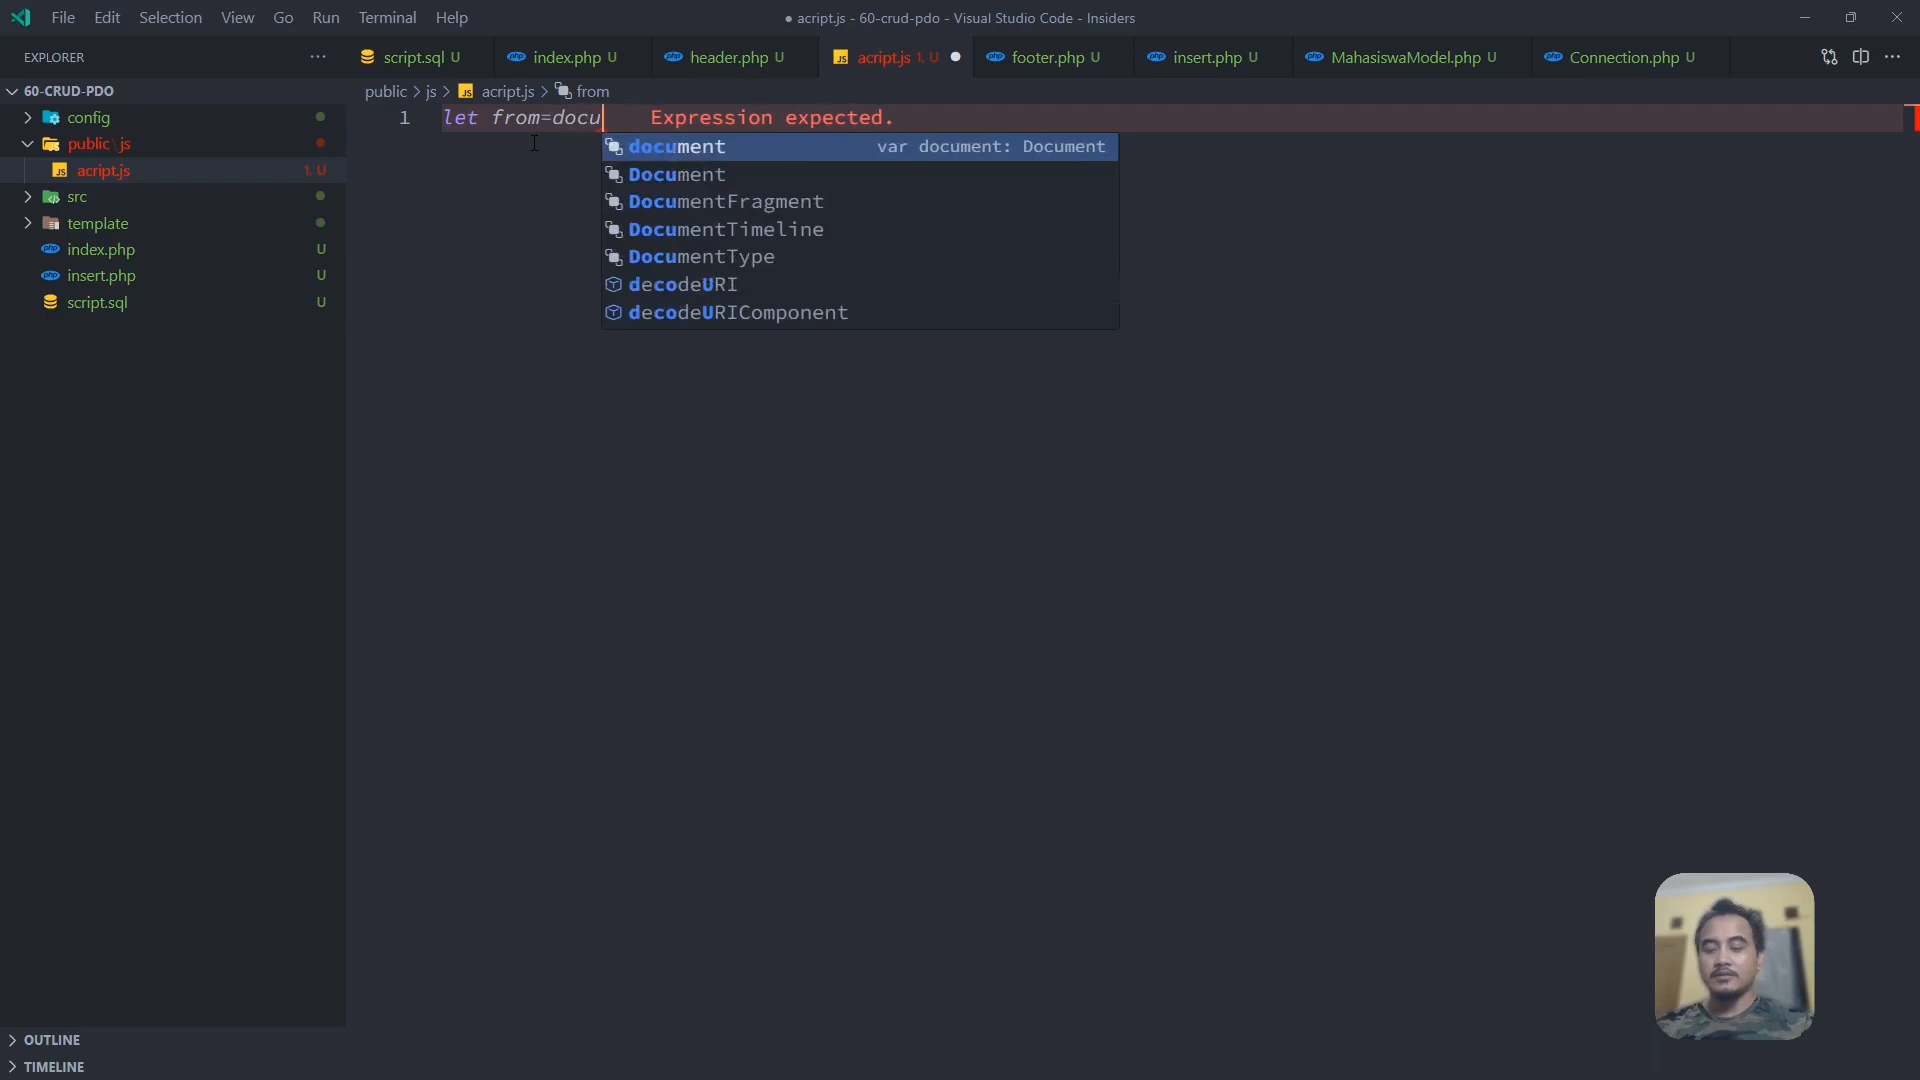 File Edit Selection View Go Run Terminal Help
● acript.js - 60-crud-pdo - Visual Studio Code - Insiders
EXPLORER
script.sql U
index.php U
header.php U
acript.js 1, U
footer.php U
insert.php U
MahasiswaModel.php U
Connection.php U
60-CRUD-PDO
public > js > acript.js > from
config
1 let from=docu Expression expected.
public \ js
document var document: Document
acript.js 1, U
Document
src
DocumentFragment
template
DocumentTimeline
index.php U
DocumentType
insert.php U
decodeURI
script.sql U
decodeURIComponent
OUTLINE
TIMELINE